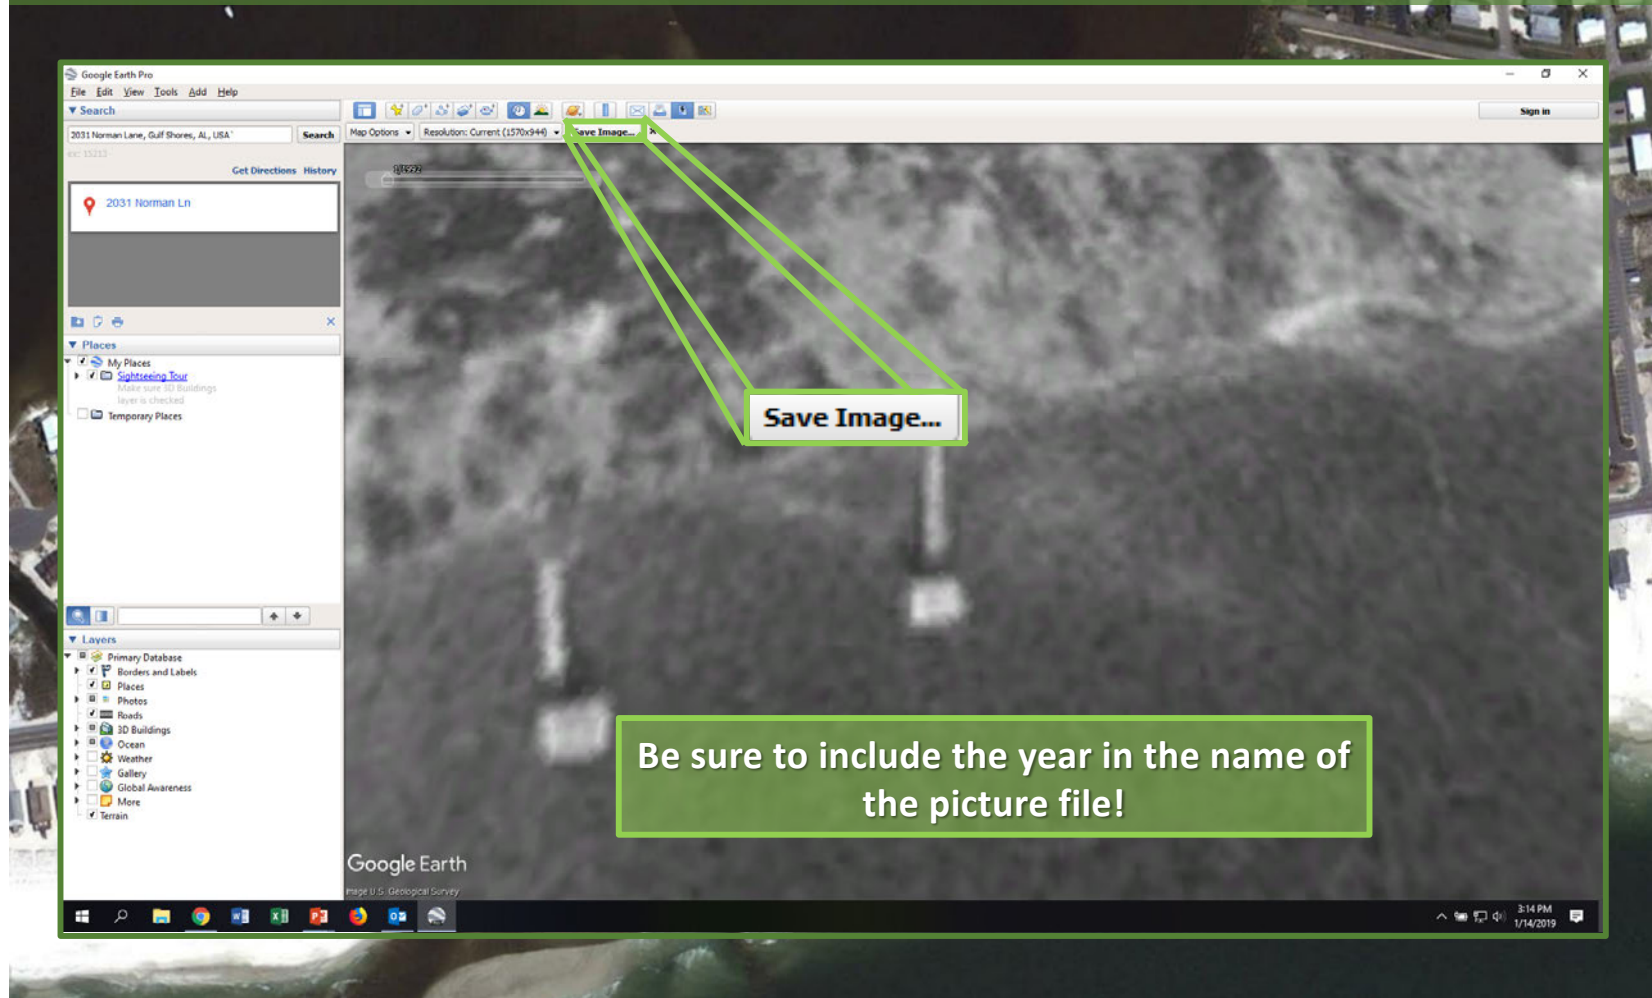 Google Earth Pro
File Edit View Tools Add Help
▼ Search
2031 Norman Lane, Gulf Shores, AL, USA`
Search
ex: 15213
Get Directions History
2031 Norman Ln
▼ Places
My Places
Sightseeing Tour
Make sure 3D Buildings
layer is checked
Temporary Places
▼ Layers
Primary Database
Borders and Labels
Places
Photos
Roads
3D Buildings
Ocean
Weather
Gallery
Global Awareness
More
Terrain
Sign in
Map Options Resolution: Current (1570x944) Save Image...
Save Image...
Be sure to include the year in the name of
the picture file!
Google Earth
Image U.S. Geological Survey
3:14 PM
1/14/2019